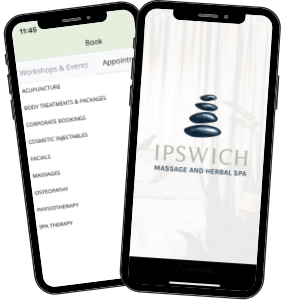 11:45
Book
Workshops & Events
ACUPUNCTURE
BODY TREATMENTS & PACKAGES
CORPORATE BOOKINGS
COSMETIC INJECTABLES
FACIALS
MASSAGES
OSTEOPATHY
PHYSIOTHERAPY
SPA THERAPY
IPSWICH
MASSAGE AND HERBAL SPA